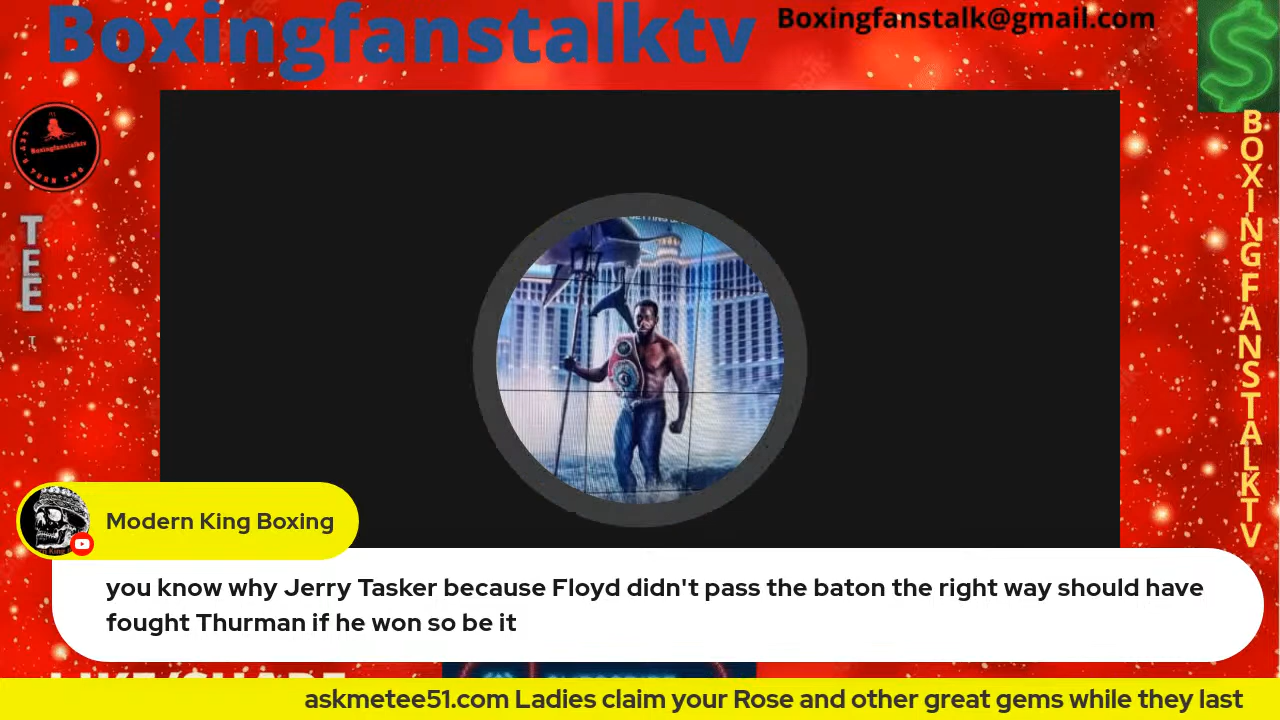 Boxingfanstalktv
Boxingfanstalk@gmail.com
Boxingfanstalktv
TEE
T
BOXINGFANSTALKTV
Modern King Boxing
you know why Jerry Tasker because Floyd didn't pass the baton the right way should have
fought Thurman if he won so be it
askmetee51.com Ladies claim your Rose and other great gems while they last